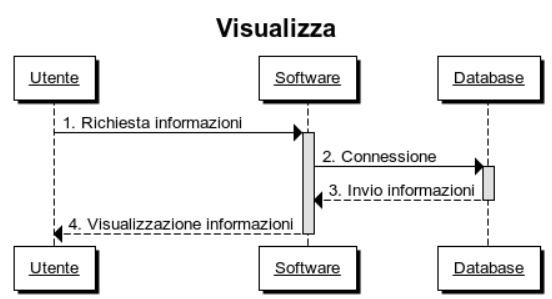 Visualizza
Utente
Software
Database
1. Richiesta informazioni
2. Connessione
3. Invio informazioni
4. Visualizzazione informazioni
Utente
Software
Database